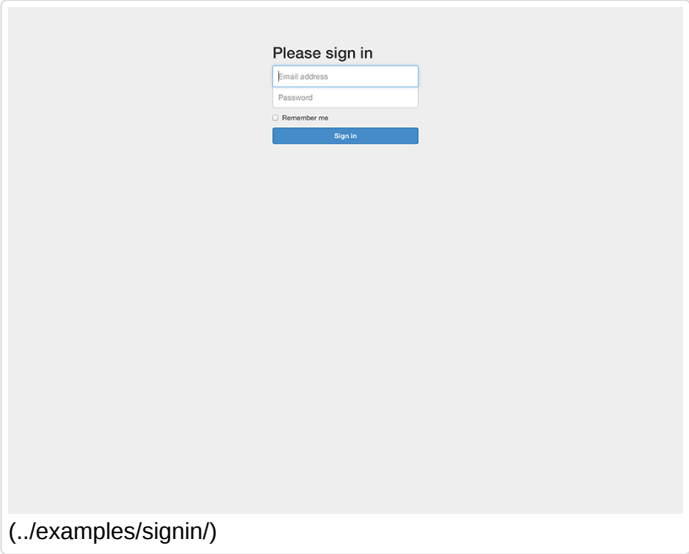 Please sign in
Email address
Password
Remember me
Sign in
(../examples/signin/)